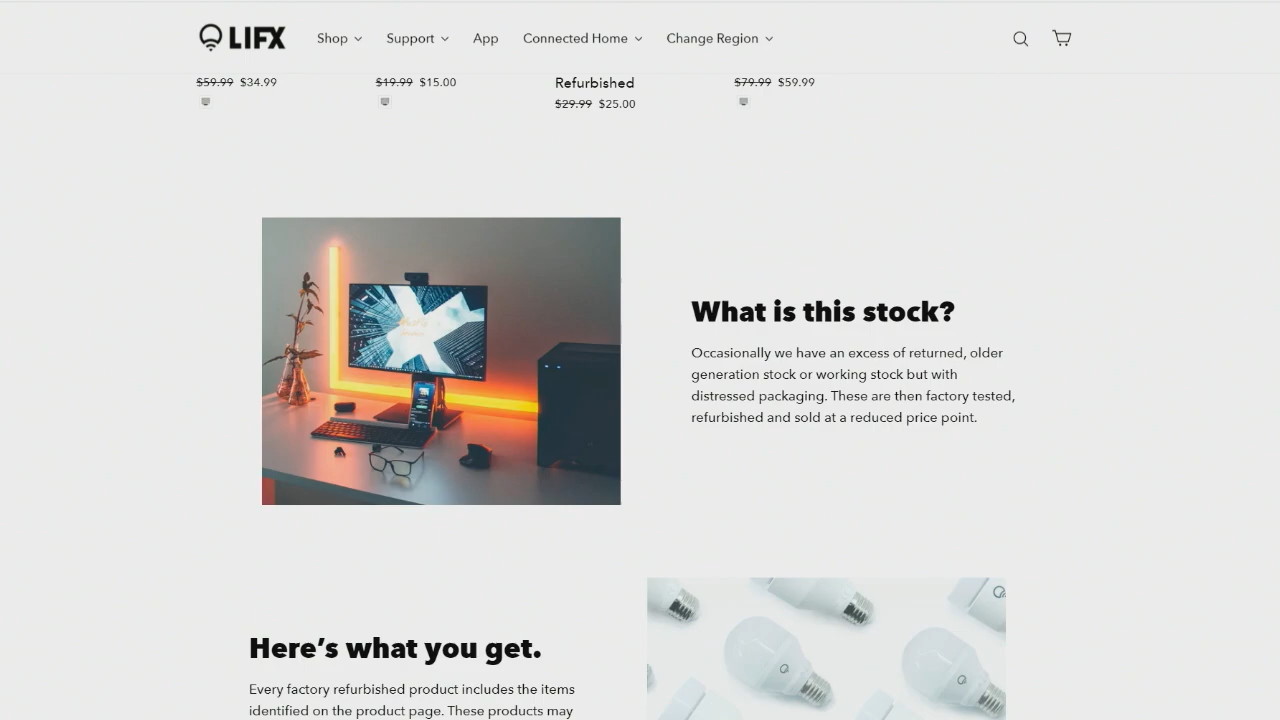 LIFX Shop Support App Connected Home Change Region
$59.99 $34.99 $19.99 $15.00 Refurbished $79.99 $59.99
$29.99 $25.00
What is this stock?
Occasionally we have an excess of returned, older
generation stock or working stock but with
distressed packaging. These are then factory tested,
refurbished and sold at a reduced price point.
Here's what you get.
Every factory refurbished product includes the items
identified on the product page. These products may